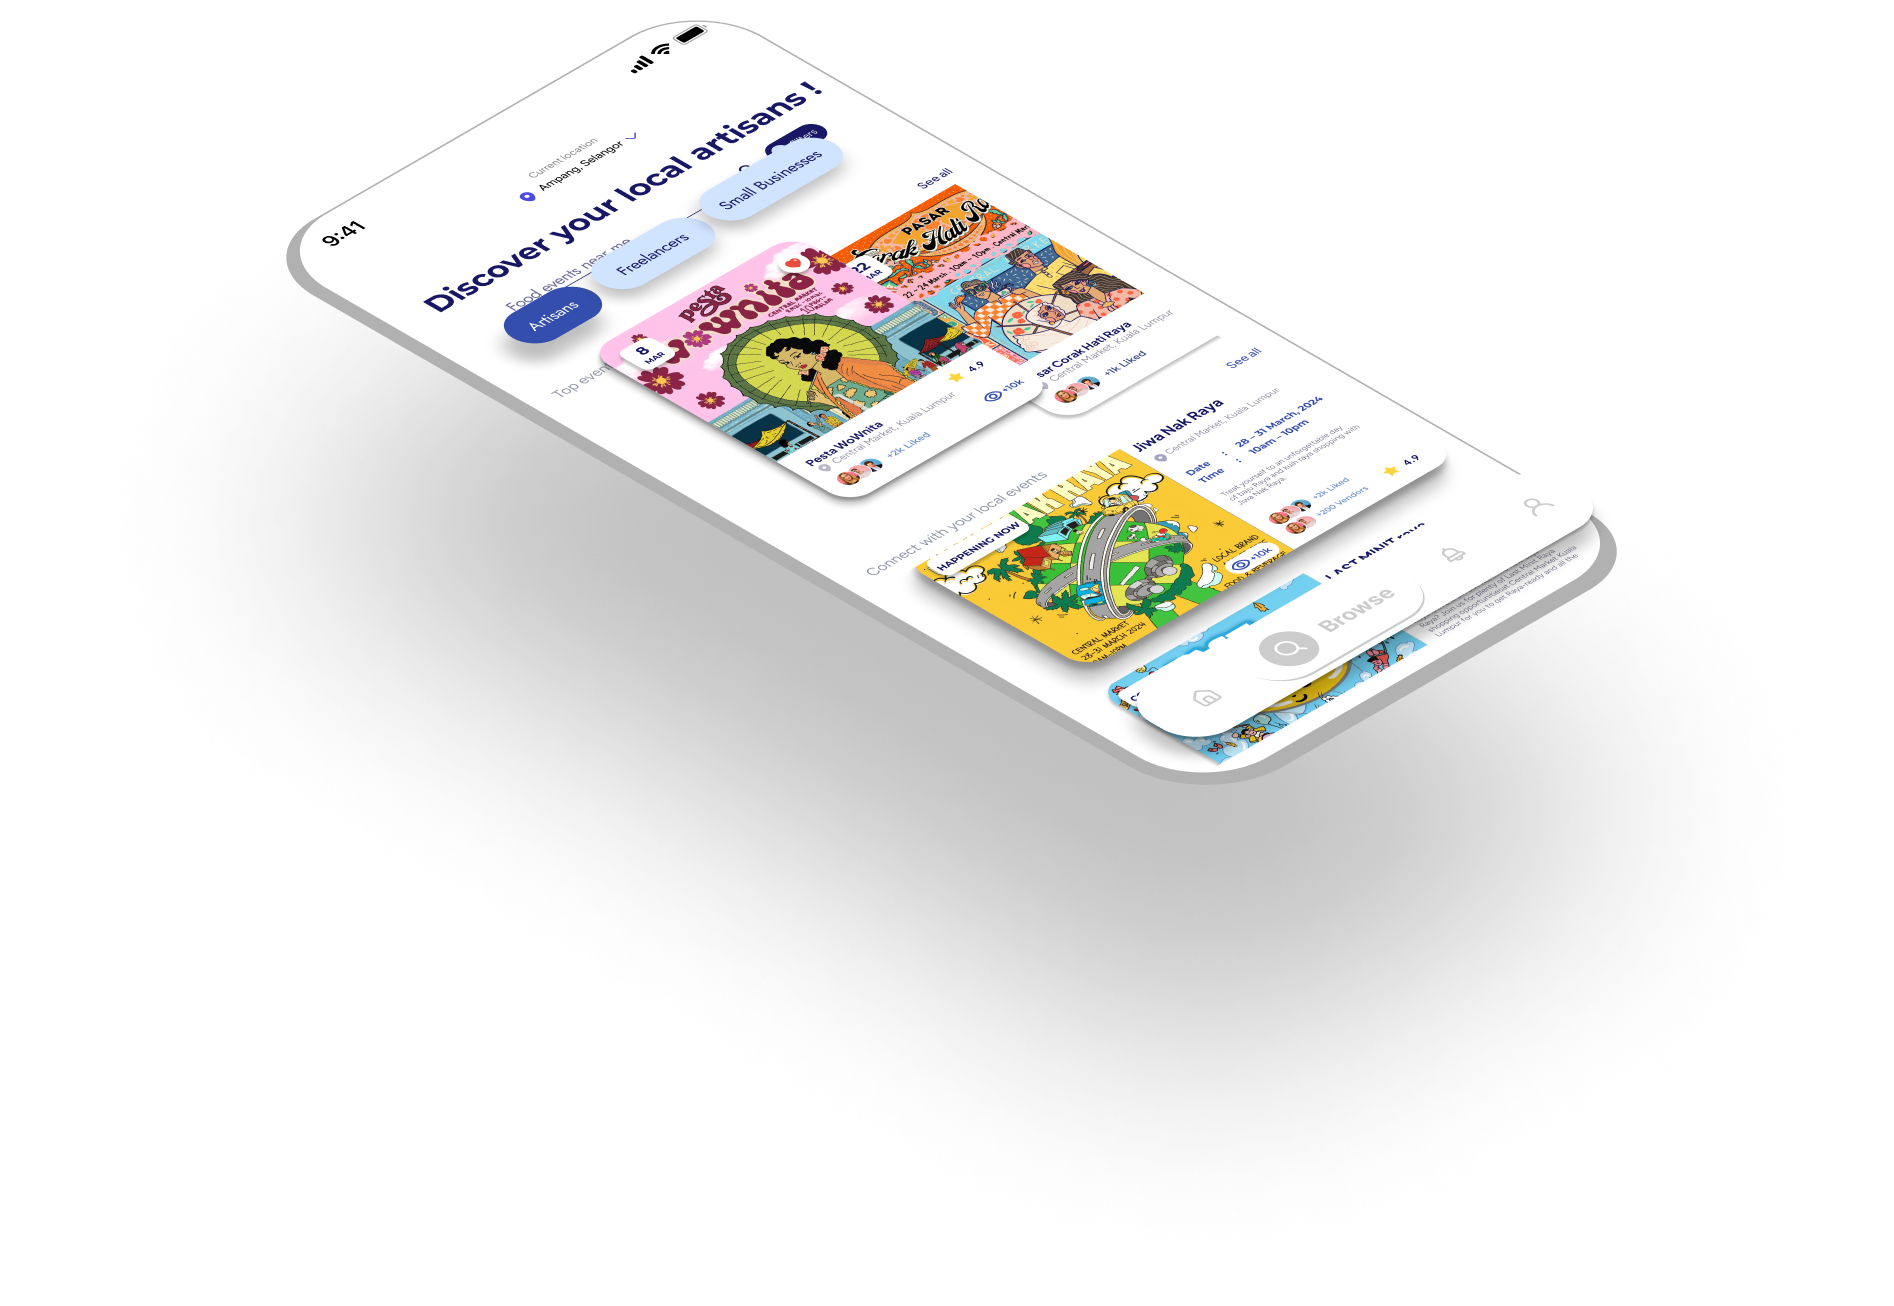 9:41
Current location
Ampang, Selangor
Discover your local artisans !
Food events near me
Artisans
Freelancers
Small Businesses
Top even
See all
pesta
wownita
CENTRAL MARKET
8
MAR
Pesta WoWnita
Central Market, Kuala Lumpur
+2k Liked
4.9
+10k
22
MAR
PASAR
Corak Hati Ra
22 - 24 March · 10am - 10pm · Central Mar
sar Corak Hati Raya
Central Market, Kuala Lumpur
+1k Liked
Connect with your local events
See all
HAPPENING NOW
AK RAYA
CENTRAL MARKET
28-31 MARCH 2024
10AM-10PM
LOCAL BRAND
FOOD & BEVERAGE
+10k
Jiwa Nak Raya
Central Market, Kuala Lumpur
Date : 28 - 31 March, 2024
Time : 10am - 10pm
Treat yourself to an unforgettable day
of baju Raya and kuih raya shopping with
Jiwa Nak Raya.
+2k Liked
+200 Vendors
4.9
LAST MINIT raya
Raya? Join us for plenty of Last Minit Raya
shopping opportunities at Central Market Kuala
Lumpur for you to get Raya-ready and all the
Browse